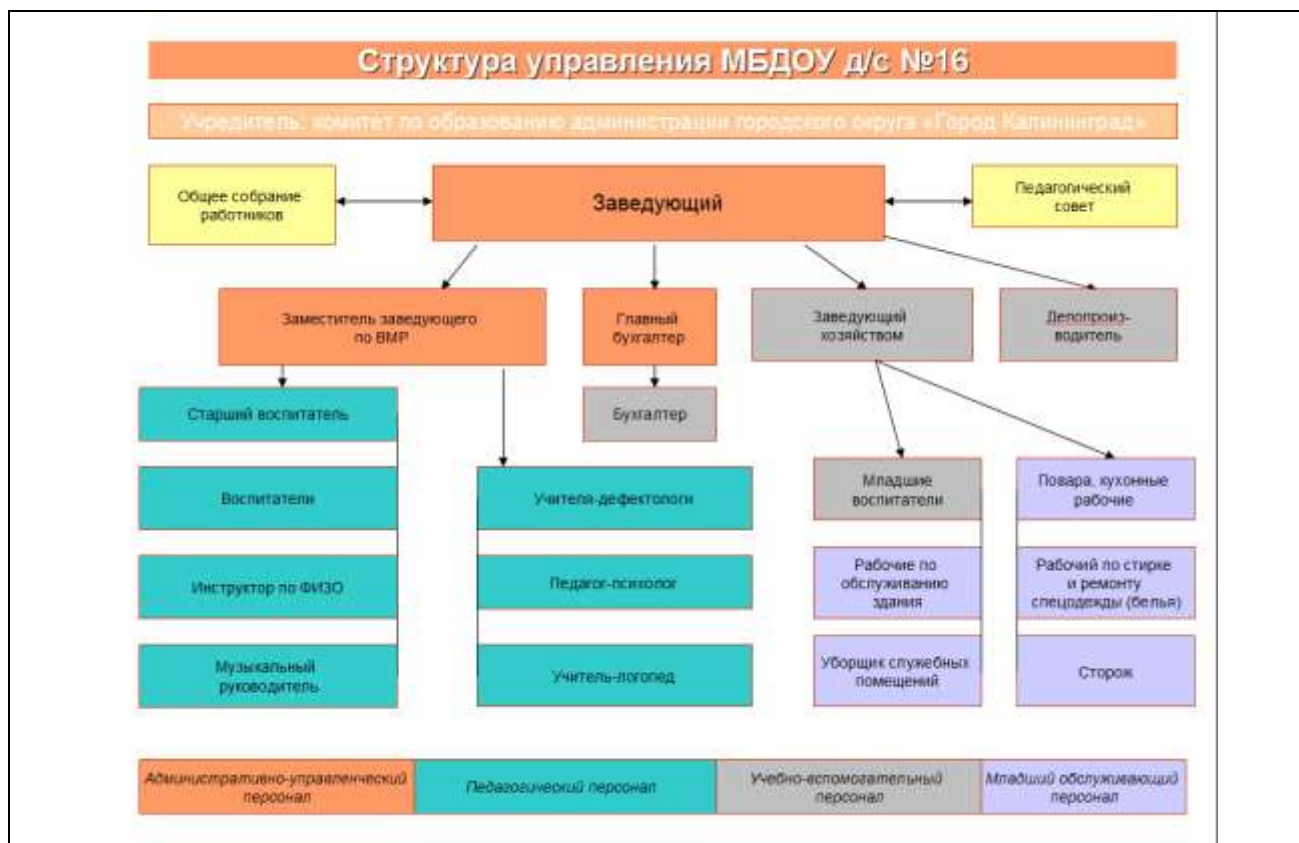 Структура управления МБДОУ д/с №16
Учредитель: комитет по образованию администрации городского округа «Город Калининград»
Общее собрание
работников
Заведующий
Педагогический
совет
Заместитель заведующего
по ВМР
Главный
бухгалтер
Заведующий
хозяйством
Делопроиз-
водитель
Старший воспитатель
Бухгалтер
Воспитатели
Учителя-дефектологи
Младшие
воспитатели
Повара, кухонные
рабочие
Инструктор по ФИЗО
Педагог-психолог
Рабочие по
обслуживанию
здания
Рабочий по стирке
и ремонту
спецодежды (белья)
Музыкальный
руководитель
Учитель-логопед
Уборщик служебных
помещений
Сторож
Административно-управленческий
персонал
Педагогический персонал
Учебно-вспомогательный
персонал
Младший обслуживающий
персонал